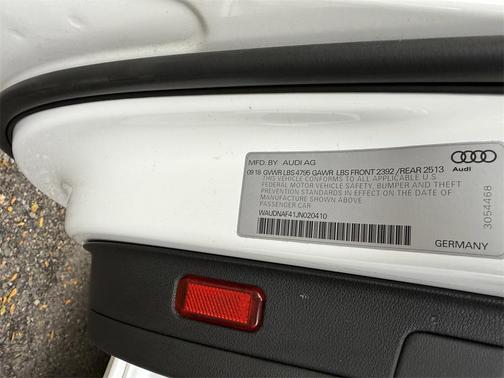 MFD. BY: AUDI AG
09 18 GWWR LBS 4795 GAWR LBS FRONT 2392 /REAR 2513
THIS VEHICLE CONFORMS TO ALL APPLICABLE U.S.
FEDERAL MOTOR VEHICLE SAFETY, BUMPER AND THEFT
PREVENTION STANDARDS IN EFFECT ON THE DATE OF
MANUFACTURE SHOWN ABOVE
PASSENGER CAR
WAUDNAF41JN020410
GERMANY
Audi
3054468